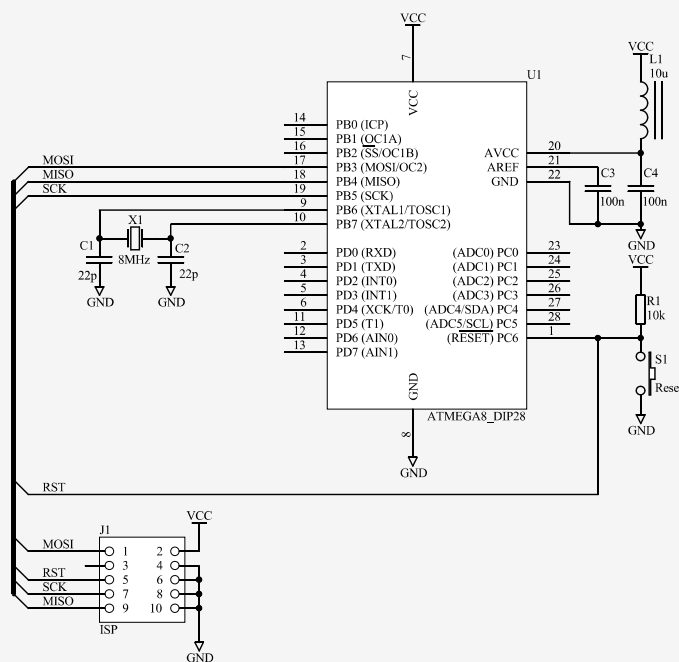 VCC
7
U1
VCC
VCC
L1
10u
14 PB0 (ICP)
15 PB1 (OC1A)
16 PB2 (SS/OC1B)
MOSI 17 PB3 (MOSI/OC2)
MISO 18 PB4 (MISO)
SCK 19 PB5 (SCK)
9 PB6 (XTAL1/TOSC1)
10 PB7 (XTAL2/TOSC2)
AVCC 20
AREF 21
GND 22
C3
100n
C4
100n
GND
X1
8MHz
C1
22p
GND
C2
22p
GND
2 PD0 (RXD)
3 PD1 (TXD)
4 PD2 (INT0)
5 PD3 (INT1)
6 PD4 (XCK/T0)
11 PD5 (T1)
12 PD6 (AIN0)
13 PD7 (AIN1)
(ADC0) PC0 23
(ADC1) PC1 24
(ADC2) PC2 25
(ADC3) PC3 26
(ADC4/SDA) PC4 27
(ADC5/SCL) PC5 28
(RESET) PC6 1
VCC
R1
10k
S1
Rese
GND
GND
ATMEGA8_DIP28
8
GND
RST
J1
VCC
MOSI 1 2
3 4
RST 5 6
SCK 7 8
MISO 9 10
ISP
GND